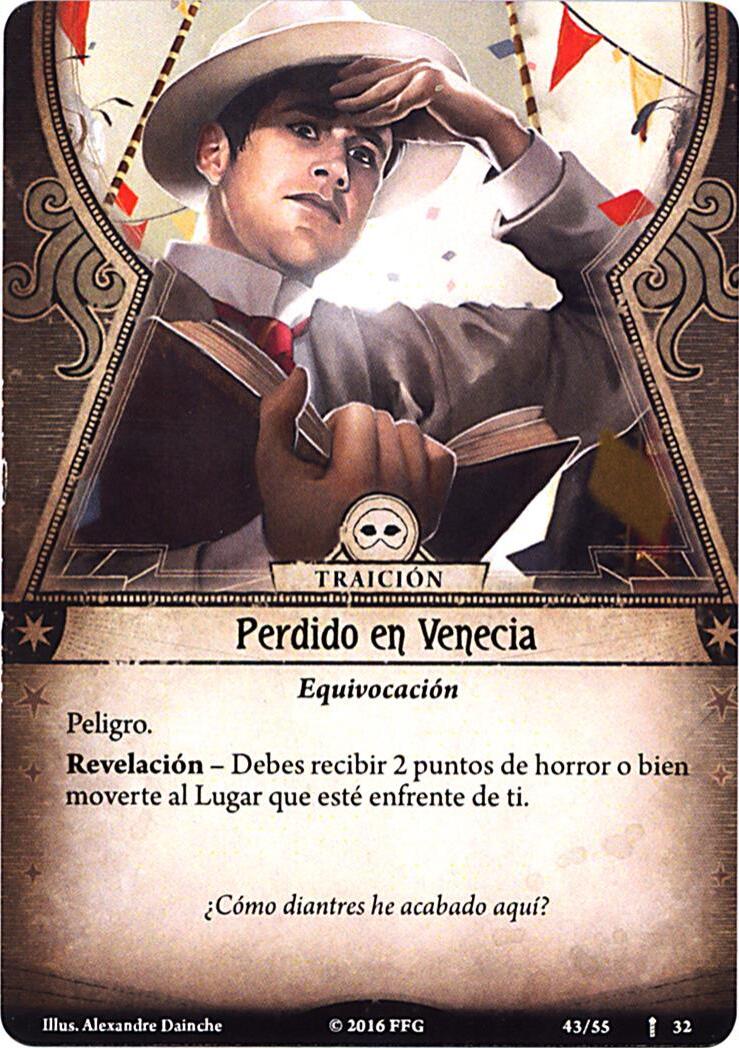 TRAICIÓN
Perdido en Venecia
Equivocación
Peligro.
Revelación – Debes recibir 2 puntos de horror o bien
moverte al Lugar que esté enfrente de ti.
¿Cómo diantres he acabado aquí?
Illus. Alexandre Dainche © 2016 FFG 43/55 32